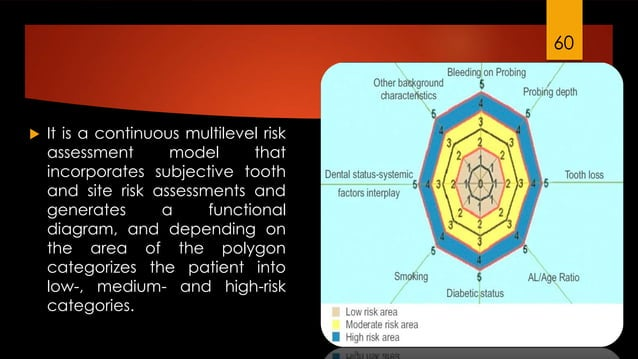 60
It is a continuous multilevel risk
assessment model that
incorporates subjective tooth
and site risk assessments and
generates a functional
diagram, and depending on
the area of the polygon
categorizes the patient into
low-, medium- and high-risk
categories.
Bleeding on Probing
Other background
characteristics
Probing depth
Dental status-systemic
factors interplay
Tooth loss
Smoking
AL/Age Ratio
Diabetic status
5
4
3
2
1
0
1
2
3
4
5
Low risk area
Moderate risk area
High risk area